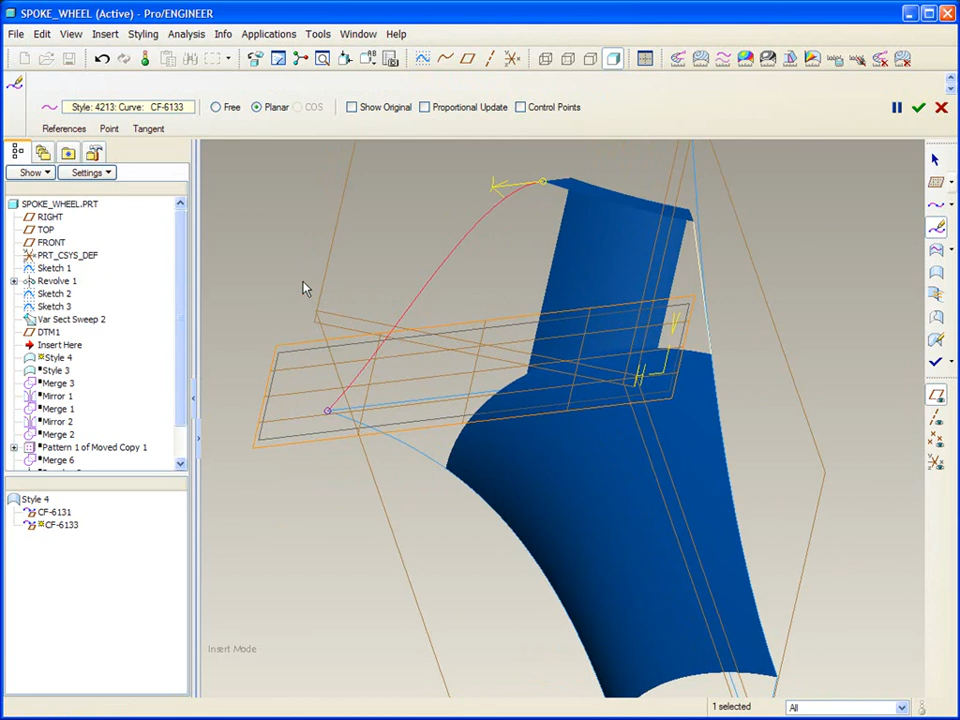 SPOKE_WHEEL (Active) - Pro/ENGINEER
File Edit View Insert Styling Analysis Info Applications Tools Window Help
Style: 4213: Curve: CF-6133 Free Planar COS Show Original Proportional Update Control Points
References Point Tangent
Show Settings
SPOKE_WHEEL.PRT
RIGHT
TOP
FRONT
PRT_CSYS_DEF
Sketch 1
Revolve 1
Sketch 2
Sketch 3
Var Sect Sweep 2
DTM1
Insert Here
Style 4
Style 3
Merge 3
Mirror 1
Merge 1
Mirror 2
Merge 2
Pattern 1 of Moved Copy 1
Merge 6
Style 4
CF-6131
CF-6133
Insert Mode
1 selected All